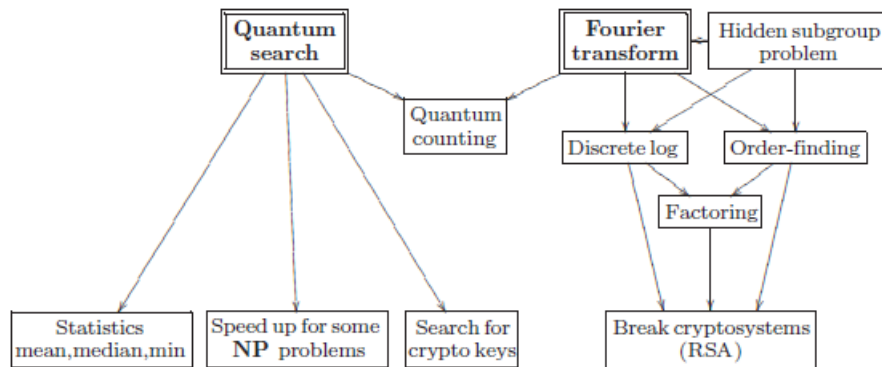 Quantum
search
Fourier
transform
Hidden subgroup
problem
Quantum
counting
Discrete log
Order-finding
Factoring
Statistics
mean,median,min
Speed up for some
NP problems
Search for
crypto keys
Break cryptosystems
(RSA)